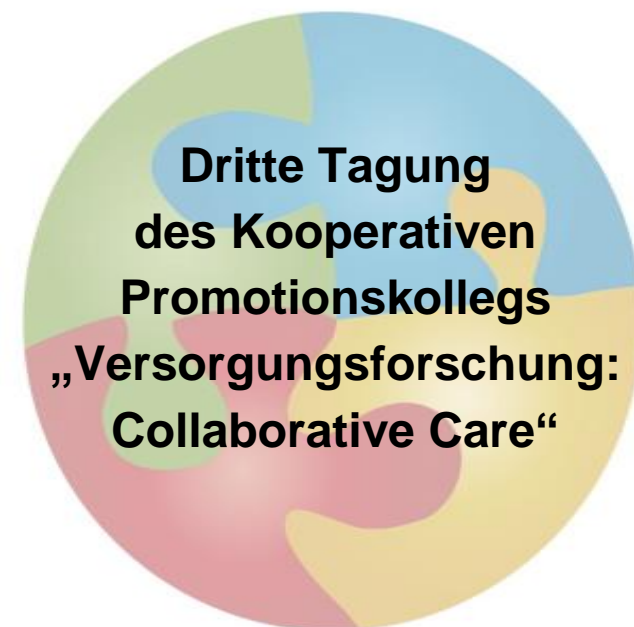 Dritte Tagung
des Kooperativen
Promotionskollegs
„Versorgungsforschung:
Collaborative Care“